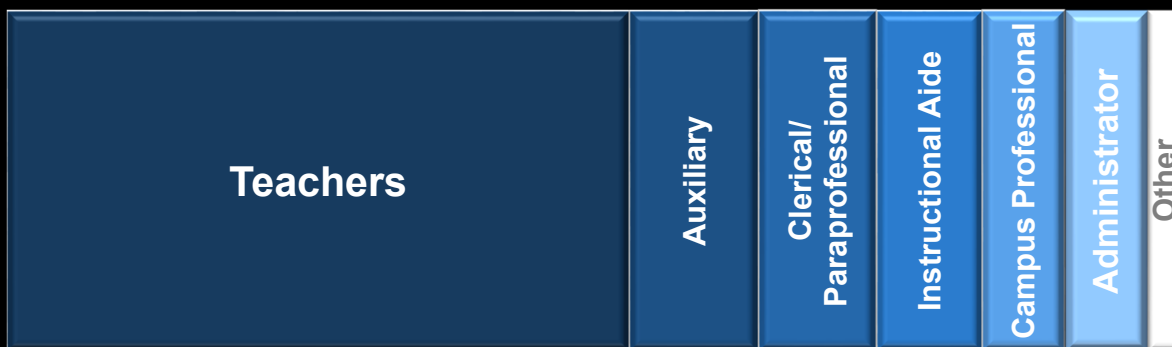 Teachers
Auxiliary
Clerical/
Paraprofessional
Instructional Aide
Campus Professional
Administrator
Other